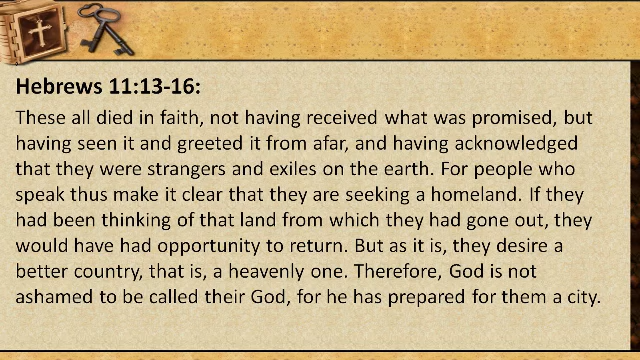 Hebrews 11:13-16:
These all died in faith, not having received what was promised, but
having seen it and greeted it from afar, and having acknowledged
that they were strangers and exiles on the earth. For people who
speak thus make it clear that they are seeking a homeland. If they
had been thinking of that land from which they had gone out, they
would have had opportunity to return. But as it is, they desire a
better country, that is, a heavenly one. Therefore, God is not
ashamed to be called their God, for he has prepared for them a city.